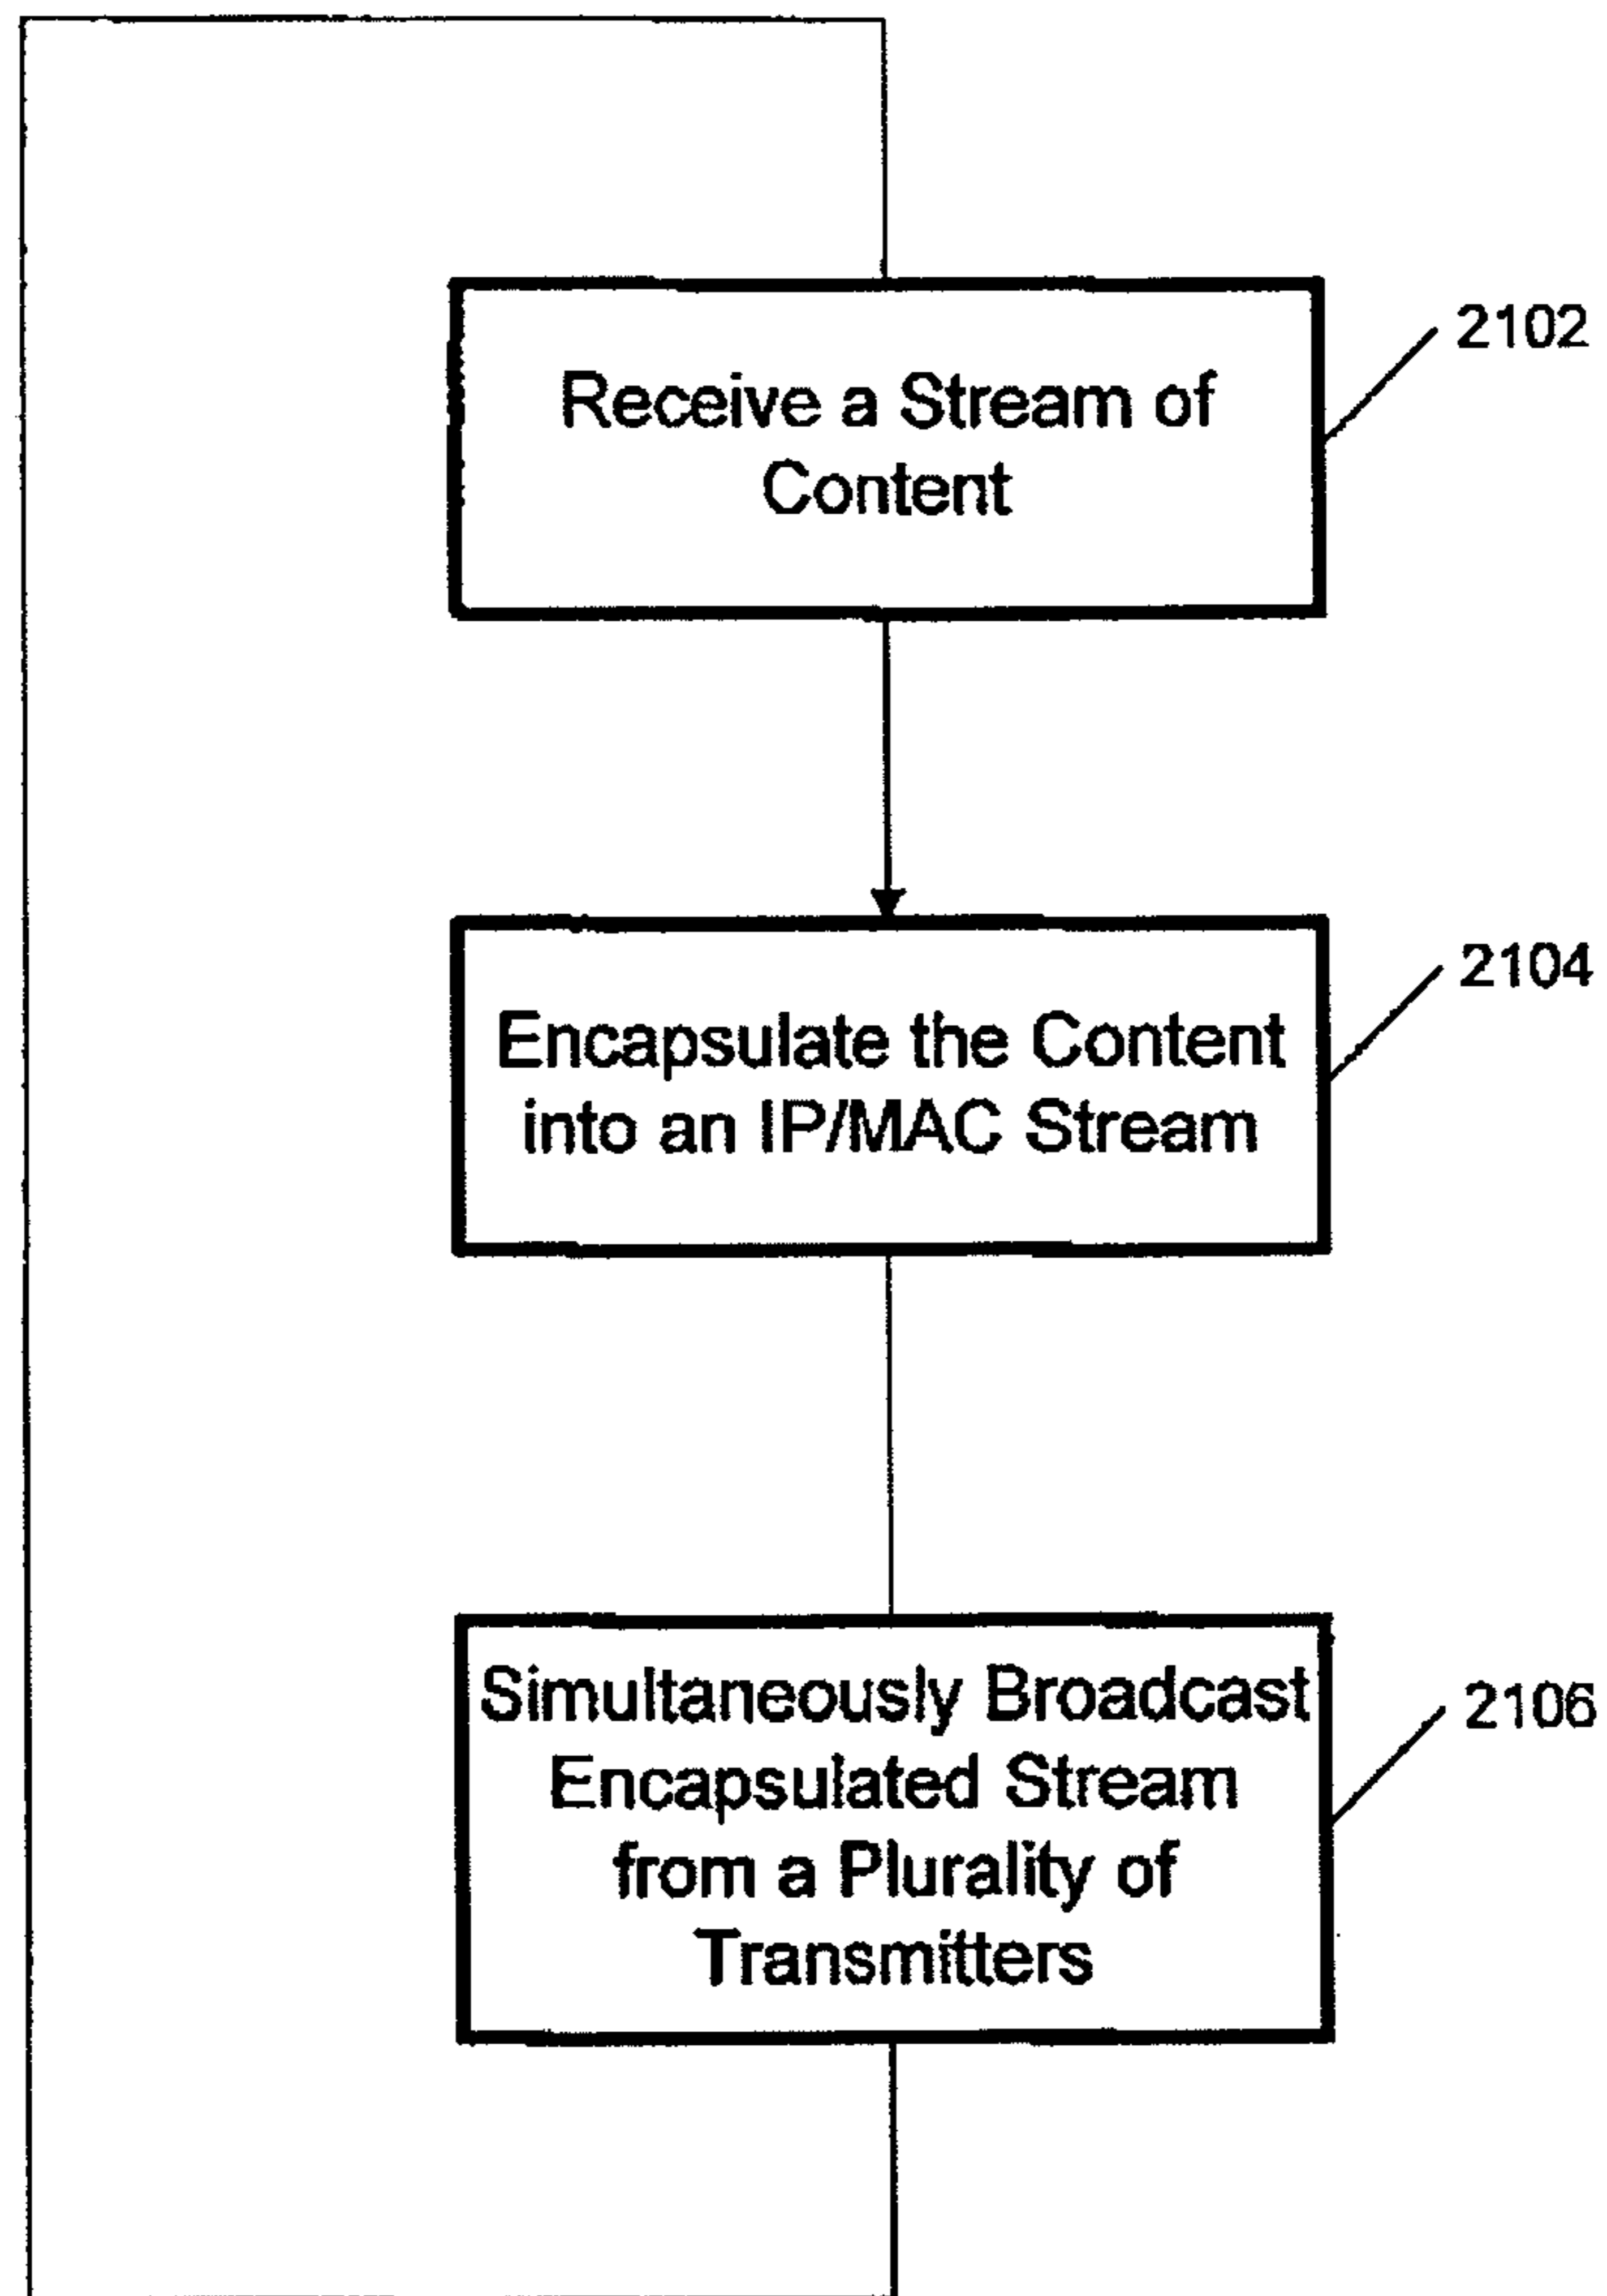 2102
Receive a Stream of
Content
2104
Encapsulate the Content
into an IP/MAC Stream
2106
Simultaneously Broadcast
Encapsulated Stream
from a Plurality of
Transmitters